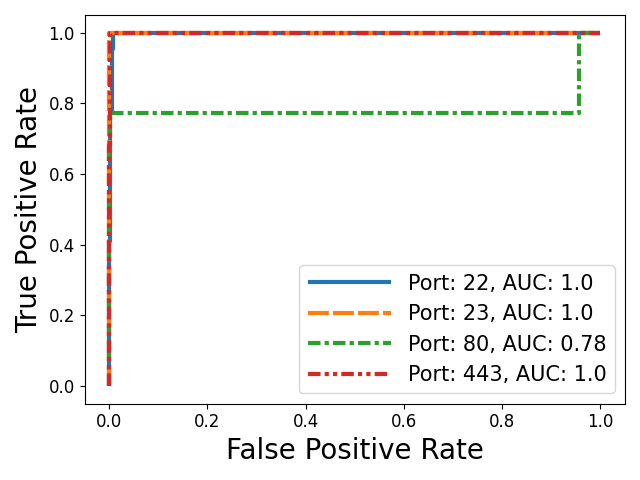 True Positive Rate
1.0
0.8
0.6
0.4
0.2
0.0
Port: 22, AUC: 1.0
Port: 23, AUC: 1.0
Port: 80, AUC: 0.78
Port: 443, AUC: 1.0
0.0 0.2 0.4 0.6 0.8 1.0
False Positive Rate